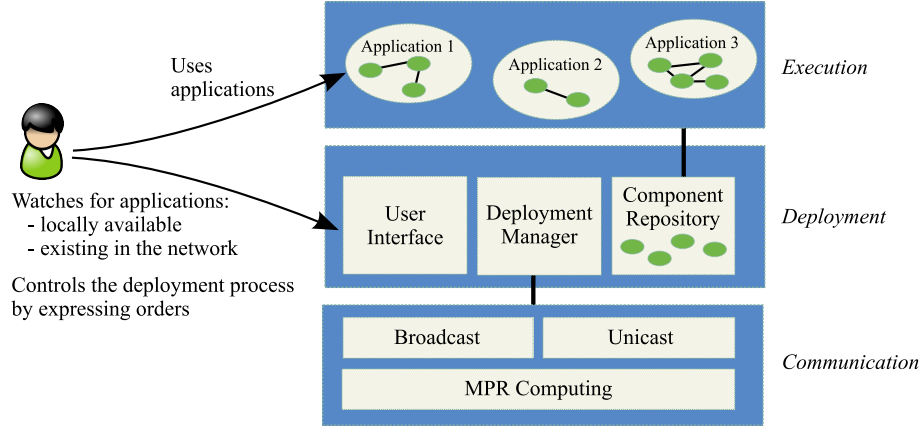 Application 1
Application 2
Application 3
Execution
Uses
applications
Watches for applications:
- locally available
- existing in the network
Controls the deployment process
by expressing orders
User
Interface
Deployment
Manager
Component
Repository
Deployment
Broadcast
Unicast
MPR Computing
Communication